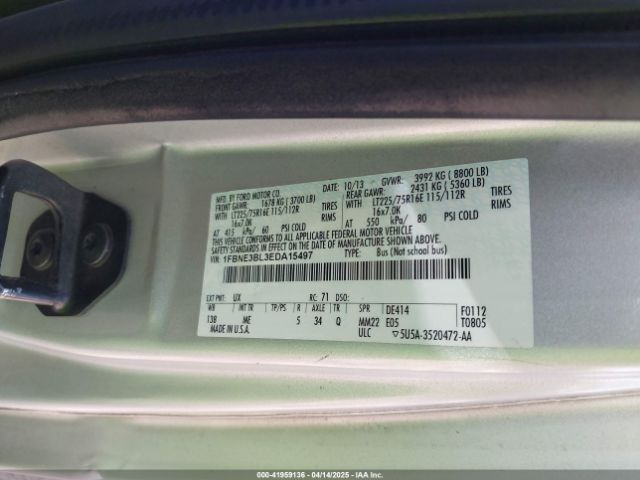 MFD. BY FORD MOTOR CO.
DATE: 10/13 GVWR: 3992 KG ( 8800 LB)
FRONT GAWR: 1678 KG ( 3700 LB) REAR GAWR: 2431 KG ( 5360 LB)
WITH LT225/75R16E 115/112R TIRES WITH LT225/75R16E 115/112R TIRES
16x7.0K RIMS 16x7.0K RIMS
AT 415 kPa/ 60 PSI COLD AT 550 kPa/ 80 PSI COLD
THIS VEHICLE CONFORMS TO ALL APPLICABLE FEDERAL MOTOR VEHICLE
SAFETY STANDARDS IN EFFECT ON THE DATE OF MANUFACTURE SHOWN ABOVE.
VIN: 1FBNE3BL3EDA15497 TYPE: Bus (Not school bus)
EXT PNT: UX RC: 71 DSO:
WB INT TR TP/PS R AXLE TR SPR DE414 F0112
138 ME 5 34 Q MM22 ED5 T0805
MADE IN U.S.A. ULC 5U5A-3520472-AA
000-41959136 - 04/14/2025 - IAAI.COM